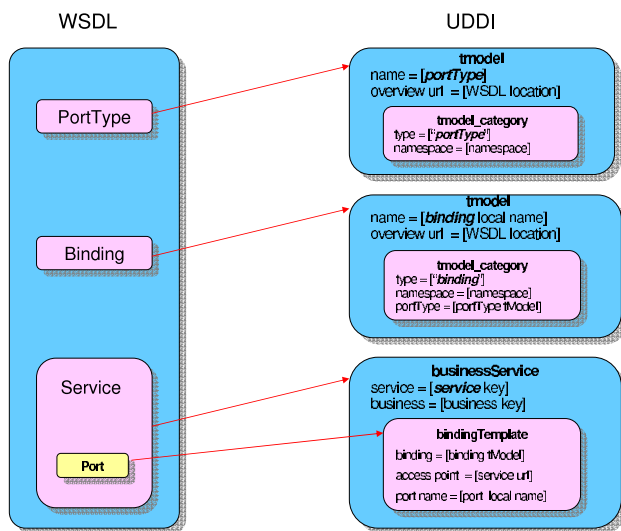 WSDL
UDDI
PortType
Binding
Service
Port
tmodel
name = [portType]
overview url = [WSDL location]
tmodel_category
type = ["portType"]
namespace = [namespace]
tmodel
name = [binding local name]
overview url = [WSDL location]
tmodel_category
type = ["binding"]
namespace = [namespace]
portType = [portType tModel]
businessService
service = [service key]
business = [business key]
bindingTemplate
binding = [binding tModel]
access point = [service url]
port name = [port local name]